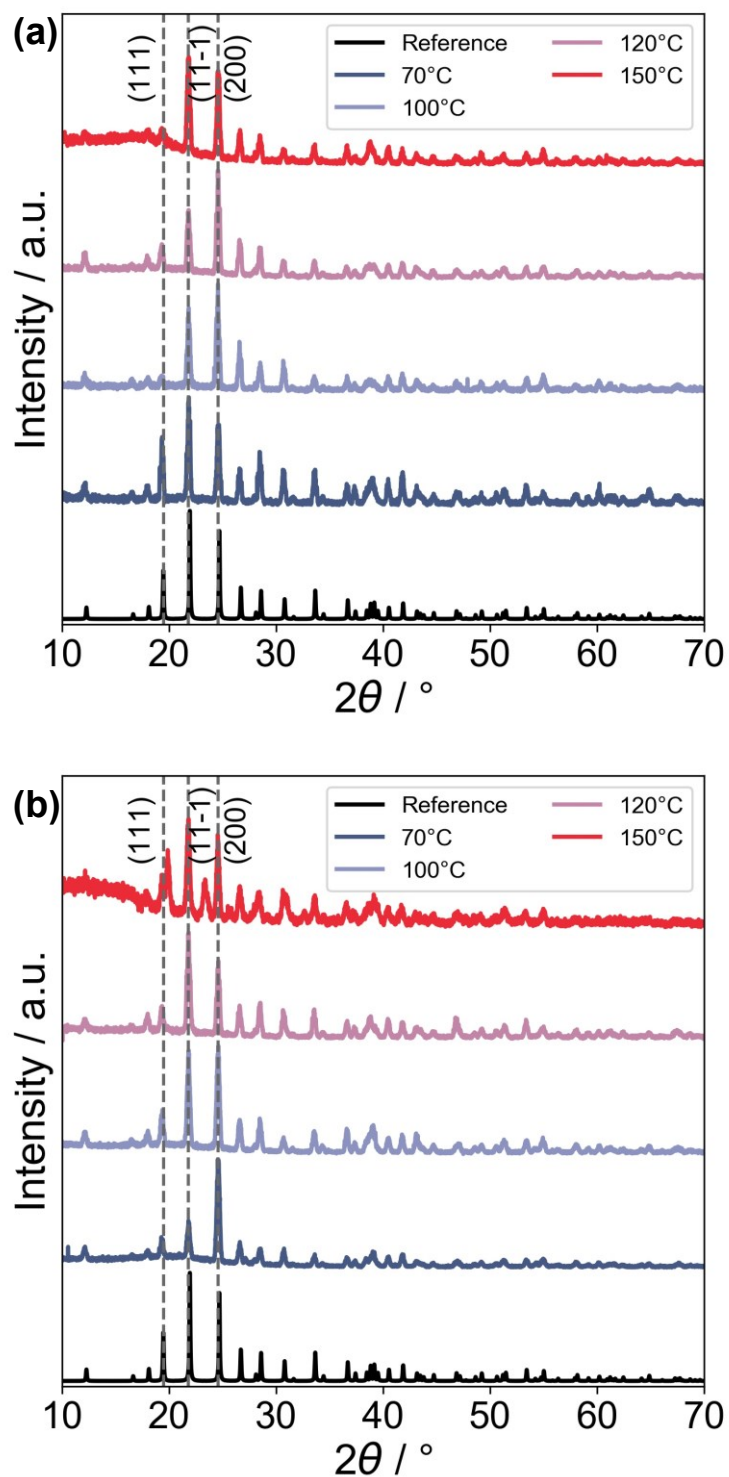 (a)
(111)
(11-1)
(200)
Reference
70°C
100°C
120°C
150°C
Intensity / a.u.
10 20 30 40 50 60 70
2θ / °
(b)
(111)
(11-1)
(200)
Reference
70°C
100°C
120°C
150°C
Intensity / a.u.
10 20 30 40 50 60 70
2θ / °